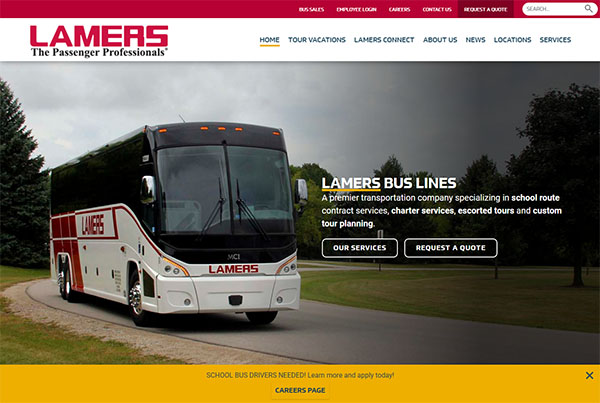 BUS SALES EMPLOYEE LOGIN CAREERS CONTACT US REQUEST A QUOTE SEARCH...
LAMERS
The Passenger Professionals®
HOME TOUR VACATIONS LAMERS CONNECT ABOUT US NEWS LOCATIONS SERVICES
LAMERS
MCI
LAMERS
LAMERS BUS LINES
A premier transportation company specializing in school route
contract services, charter services, escorted tours and custom
tour planning.
OUR SERVICES REQUEST A QUOTE
SCHOOL BUS DRIVERS NEEDED! Learn more and apply today!
CAREERS PAGE